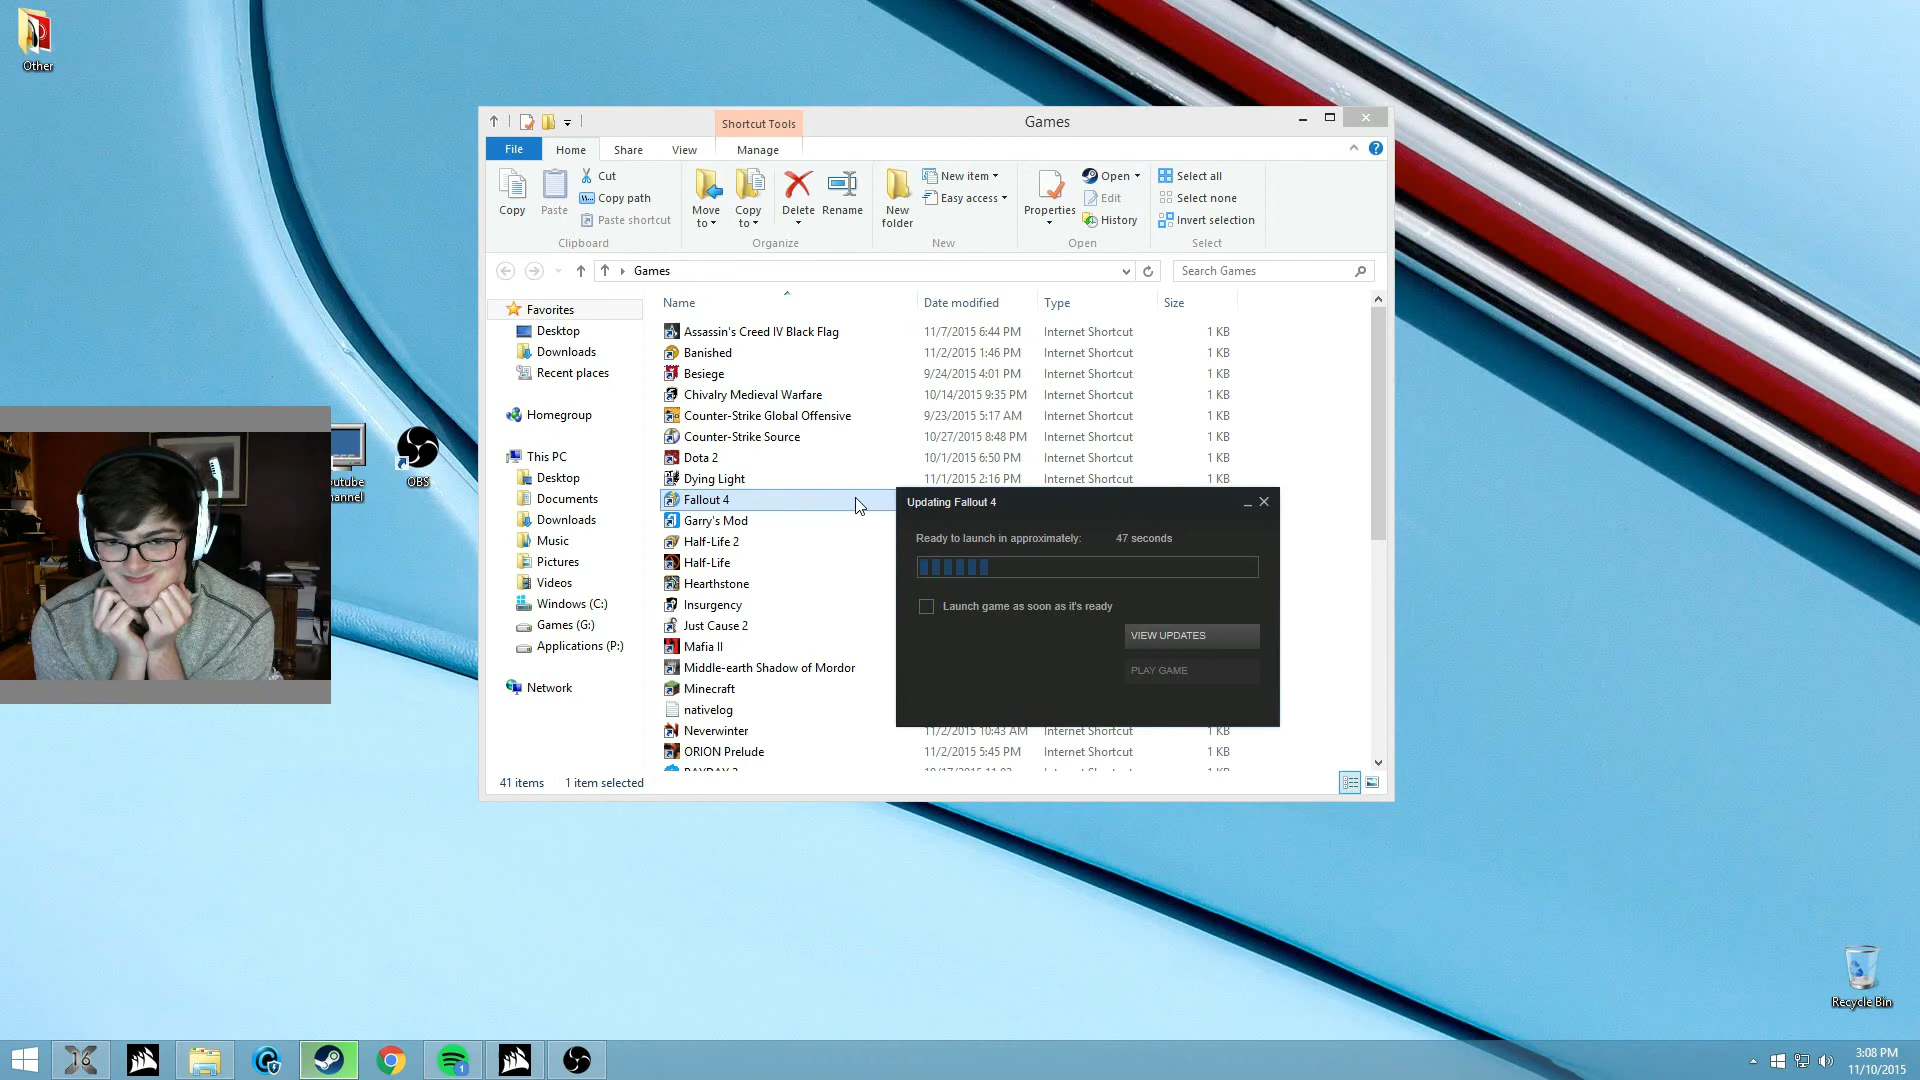 Other
utube
annel
OBS
Shortcut Tools
Games
File
Home
Share
View
Manage
Copy
Paste
Cut
Copy path
Paste shortcut
Clipboard
Move to
Copy to
Delete
Rename
Organize
New folder
New item
Easy access
New
Properties
Open
Edit
History
Open
Select all
Select none
Invert selection
Select
Games
Search Games
Favorites
Desktop
Downloads
Recent places
Homegroup
This PC
Desktop
Documents
Downloads
Music
Pictures
Videos
Windows (C:)
Games (G:)
Applications (P:)
Network
Name Date modified Type Size
Assassin's Creed IV Black Flag 11/7/2015 6:44 PM Internet Shortcut 1 KB
Banished 11/2/2015 1:46 PM Internet Shortcut 1 KB
Besiege 9/24/2015 4:01 PM Internet Shortcut 1 KB
Chivalry Medieval Warfare 10/14/2015 9:35 PM Internet Shortcut 1 KB
Counter-Strike Global Offensive 9/23/2015 5:17 AM Internet Shortcut 1 KB
Counter-Strike Source 10/27/2015 8:48 PM Internet Shortcut 1 KB
Dota 2 10/1/2015 6:50 PM Internet Shortcut 1 KB
Dying Light 11/1/2015 2:16 PM Internet Shortcut 1 KB
Fallout 4
Garry's Mod
Half-Life 2
Half-Life
Hearthstone
Insurgency
Just Cause 2
Mafia II
Middle-earth Shadow of Mordor
Minecraft
nativelog
Neverwinter 11/2/2015 10:43 AM Internet Shortcut 1 KB
ORION Prelude 11/2/2015 5:45 PM Internet Shortcut 1 KB
Updating Fallout 4
Ready to launch in approximately: 47 seconds
Launch game as soon as it's ready
VIEW UPDATES
PLAY GAME
41 items 1 item selected
Recycle Bin
16
1
3:08 PM
11/10/2015